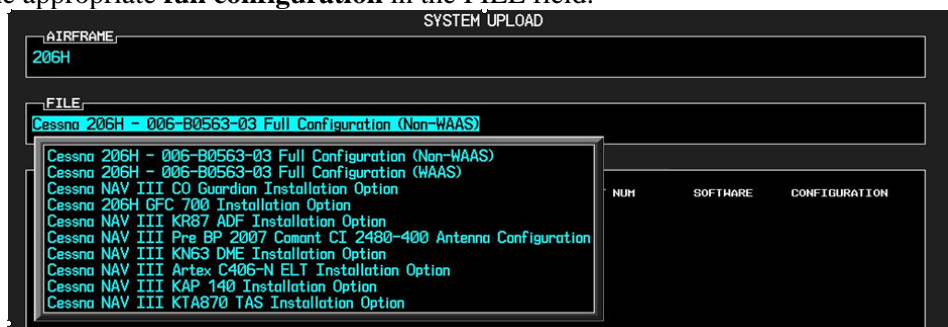 e appropriate full configuration in the FILE field.
SYSTEM UPLOAD
AIRFRAME
206H
FILE
Cessna 206H - 006-B0563-03 Full Configuration (Non-WAAS)
Cessna 206H - 006-B0563-03 Full Configuration (Non-WAAS)
Cessna 206H - 006-B0563-03 Full Configuration (WAAS)
Cessna NAV III CO Guardian Installation Option
NUM SOFTWARE CONFIGURATION
Cessna 206H GFC 700 Installation Option
Cessna NAV III KR87 ADF Installation Option
Cessna NAV III Pre BP 2007 Comant CI 2480-400 Antenna Configuration
Cessna NAV III KN63 DME Installation Option
Cessna NAV III Artex C406-N ELT Installation Option
Cessna NAV III KAP 140 Installation Option
Cessna NAV III KTA870 TAS Installation Option